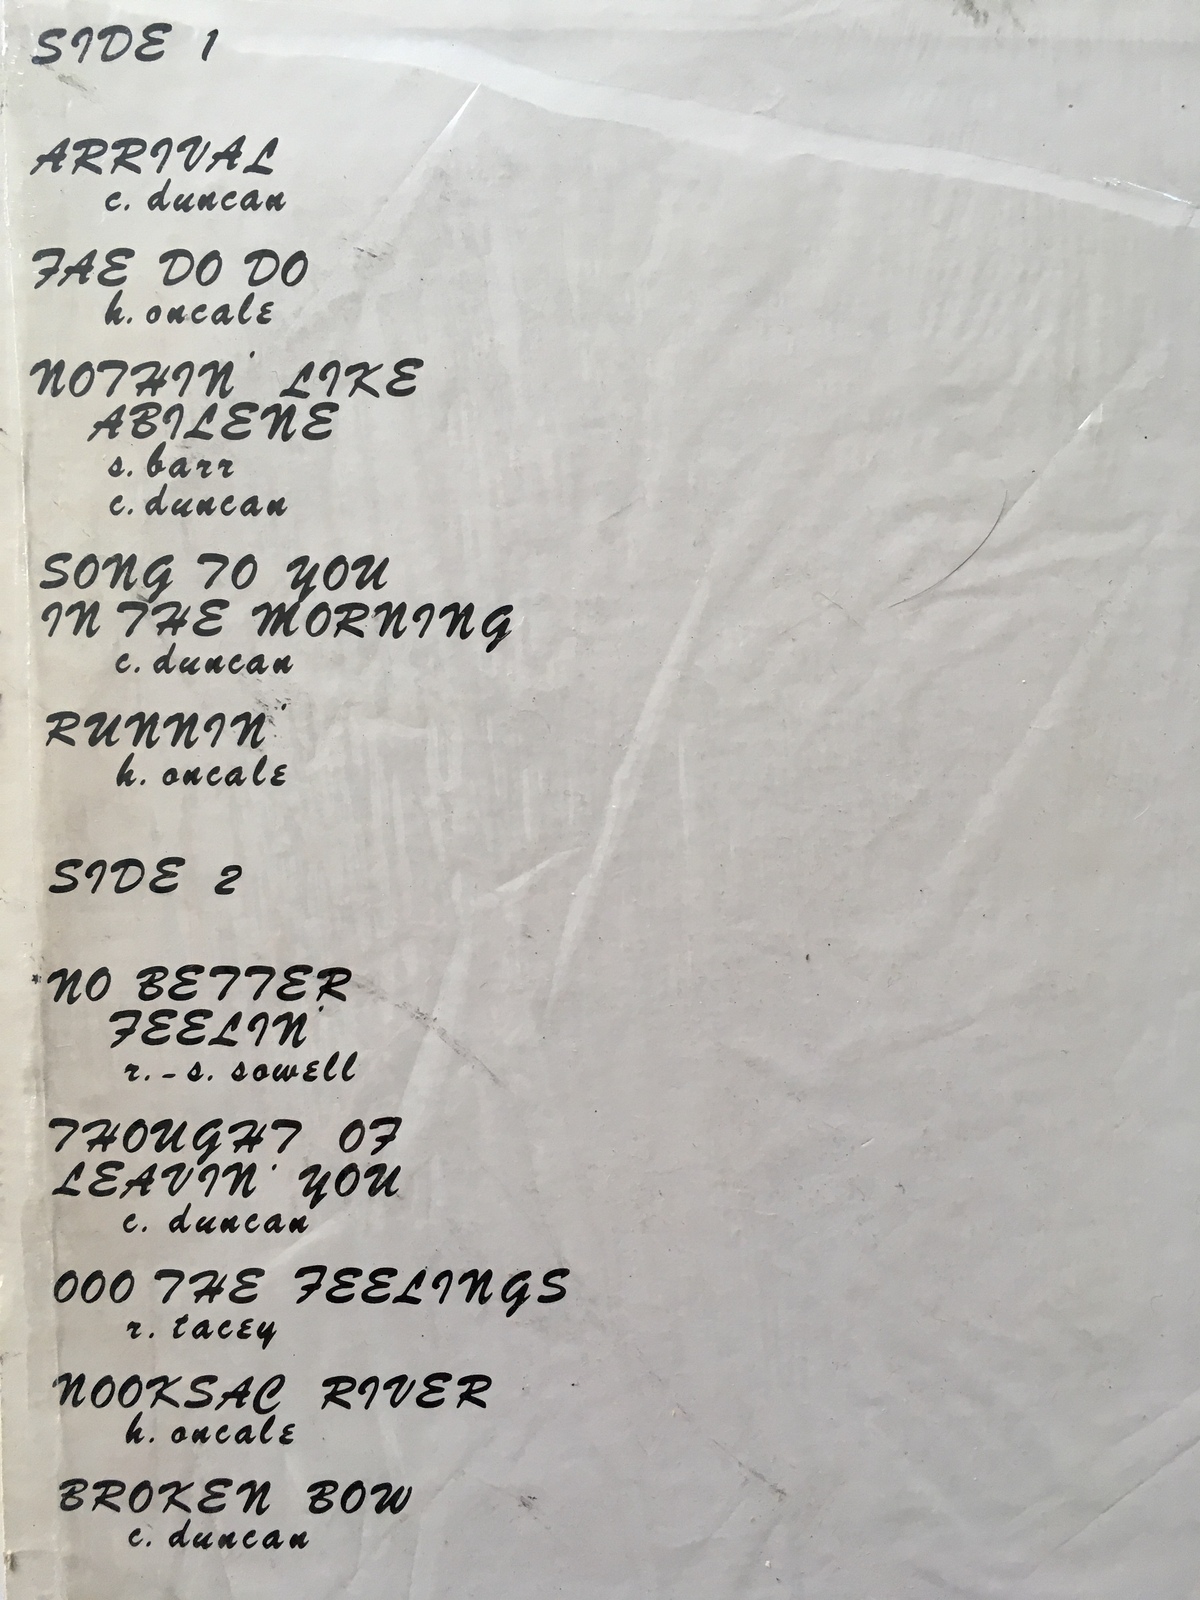 SIDE 1
ARRIVAL
c. duncan
FAE DO DO
h. oncale
NOTHIN' LIKE
ABILENE
s. barr
c. duncan
SONG TO YOU
IN THE MORNING
c. duncan
RUNNIN'
h. oncale
SIDE 2
NO BETTER
FEELIN'
r.-s. sowell
THOUGHT OF
LEAVIN' YOU
c. duncan
OOO THE FEELINGS
r. tacey
NOOKSAC RIVER
h. oncale
BROKEN BOW
c. duncan